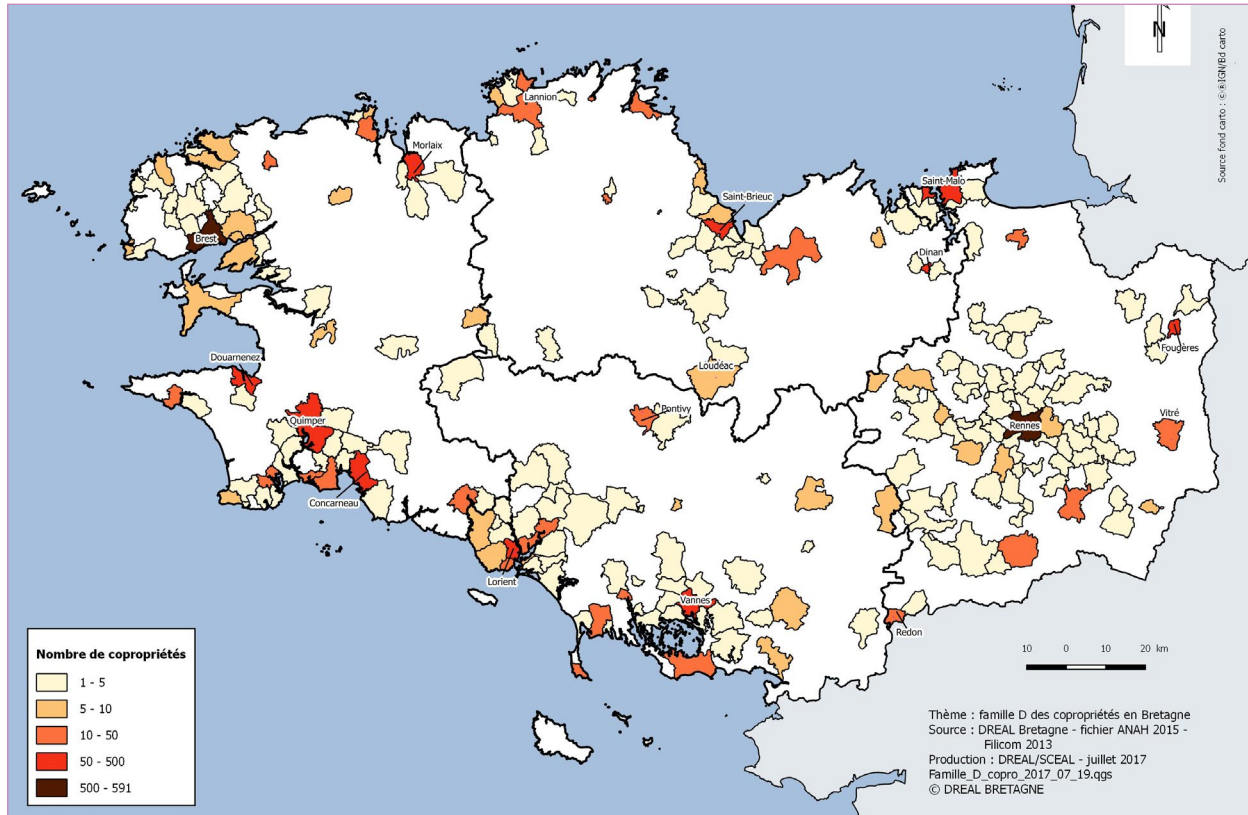 N
Source fond carto : ©®IGN/Bd carto
Lannion
Morlaix
Saint-Malo
Saint-Brieuc
Brest
Dinan
Fougères
Douarnenez
Loudéac
Pontivy
Quimper
Rennes
Vitré
Concarneau
Lorient
Vannes
Redon
Nombre de copropriétés
1 - 5
5 - 10
10 - 50
50 - 500
500 - 591
10 0 10 20 km
Thème : famille D des copropriétés en Bretagne
Source : DREAL Bretagne - fichier ANAH 2015 -
Filicom 2013
Production : DREAL/SCEAL - juillet 2017
Famille_D_copro_2017_07_19.qgs
© DREAL BRETAGNE